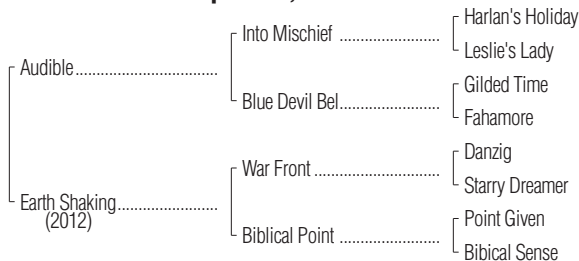 Harlan's Holiday
Into Mischief
Leslie's Lady
Audible
Gilded Time
Blue Devil Bel
Fahamore
Danzig
War Front
Starry Dreamer
Earth Shaking
(2012)
Point Given
Biblical Point
Bibical Sense